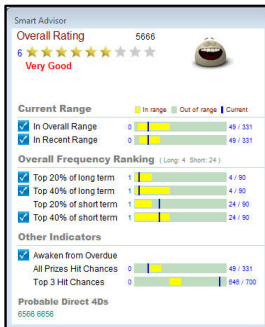 Smart Advisor
Overall Rating 5666
6
Very Good
Current Range In range Out of range Current
In Overall Range 0 49 / 331
In Recent Range 0 49 / 331
Overall Frequency Ranking ( Long: 4 Short: 24 )
Top 20% of long term 1 4 / 90
Top 40% of long term 1 4 / 90
Top 20% of short term 1 24 / 90
Top 40% of short term 1 24 / 90
Other Indicators
Awaken from Overdue
All Prizes Hit Chances 0 49 / 331
Top 3 Hit Chances 0 646 / 700
Probable Direct 4Ds
6566 6656